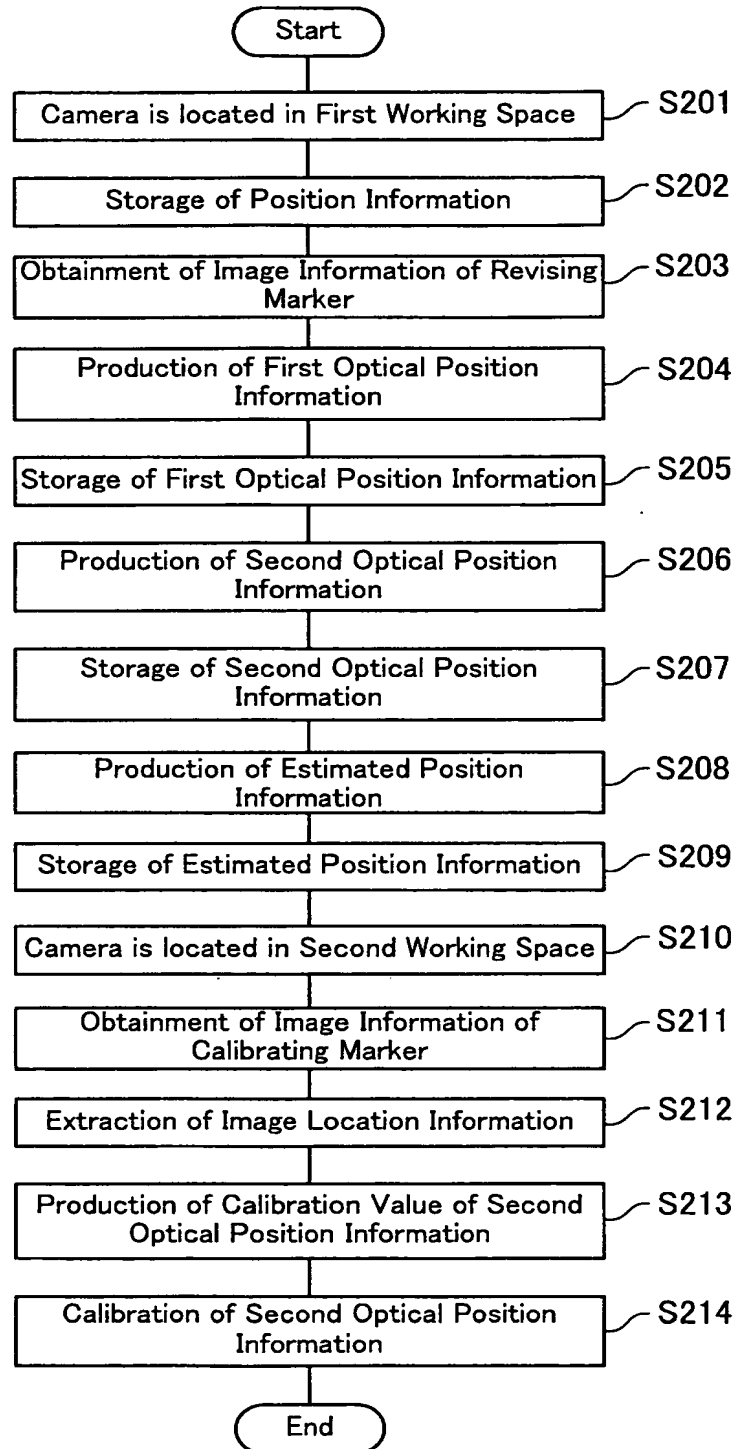 Start
Camera is located in First Working Space
S201
Storage of Position Information
S202
Obtainment of Image Information of Revising
Marker
S203
Production of First Optical Position
Information
S204
Storage of First Optical Position Information
S205
Production of Second Optical Position
Information
S206
Storage of Second Optical Position
Information
S207
Production of Estimated Position
Information
S208
Storage of Estimated Position Information
S209
Camera is located in Second Working Space
S210
Obtainment of Image Information of
Calibrating Marker
S211
Extraction of Image Location Information
S212
Production of Calibration Value of Second
Optical Position Information
S213
Calibration of Second Optical Position
Information
S214
End